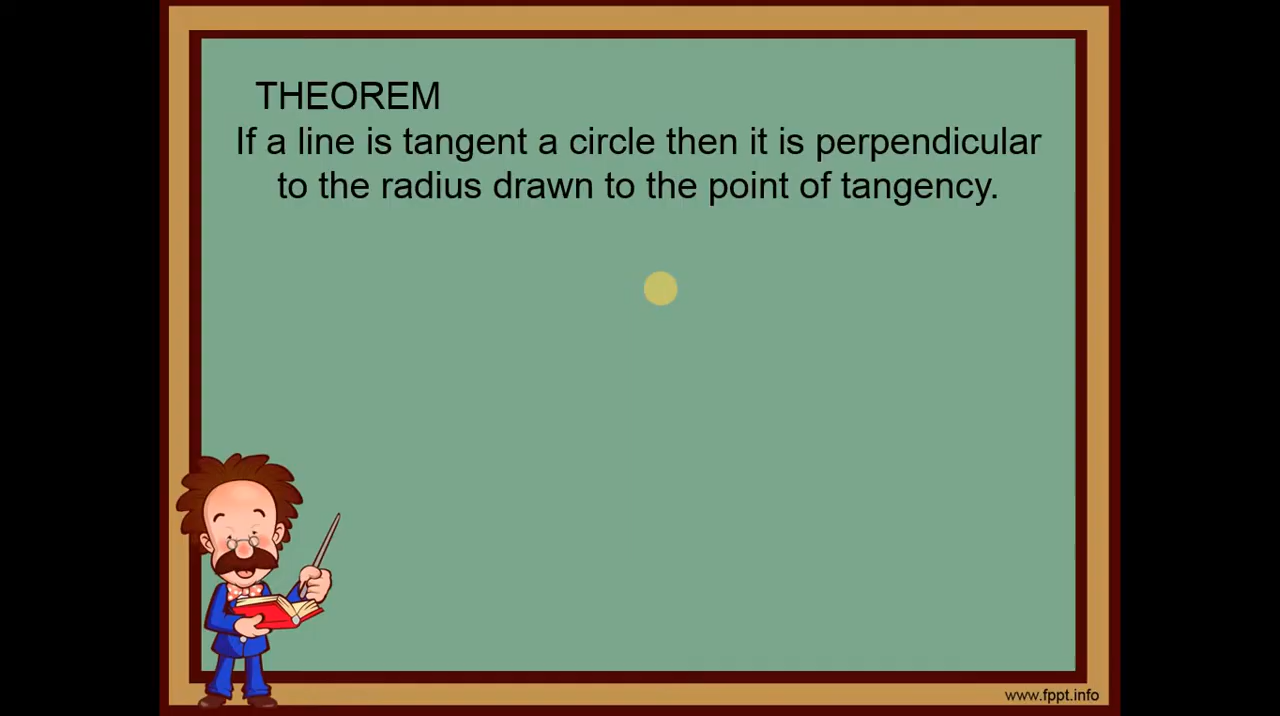 THEOREM
If a line is tangent a circle then it is perpendicular
to the radius drawn to the point of tangency.
www.fppt.info